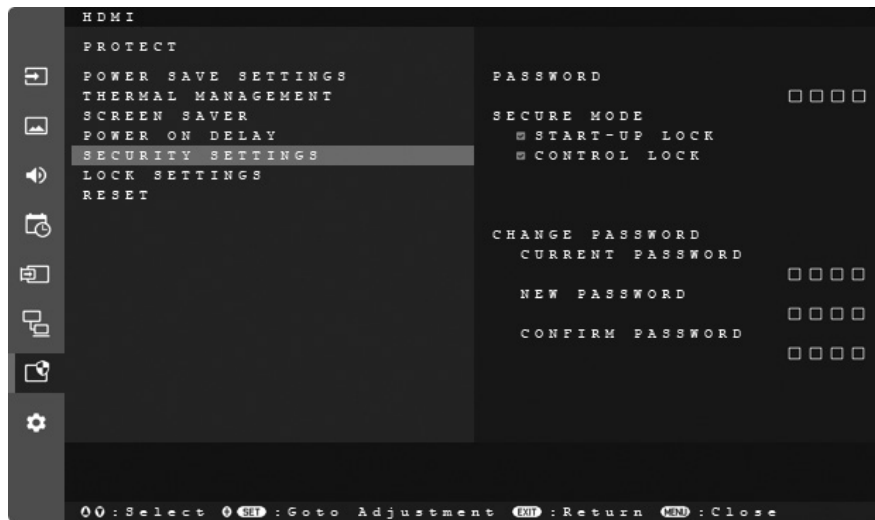 HDMI
PROTECT
POWER SAVE SETTINGS
THERMAL MANAGEMENT
SCREEN SAVER
POWER ON DELAY
SECURITY SETTINGS
LOCK SETTINGS
RESET
PASSWORD
SECURE MODE
START-UP LOCK
CONTROL LOCK
CHANGE PASSWORD
CURRENT PASSWORD
NEW PASSWORD
CONFIRM PASSWORD
:Select SET :Goto Adjustment EXIT :Return MENU :Close